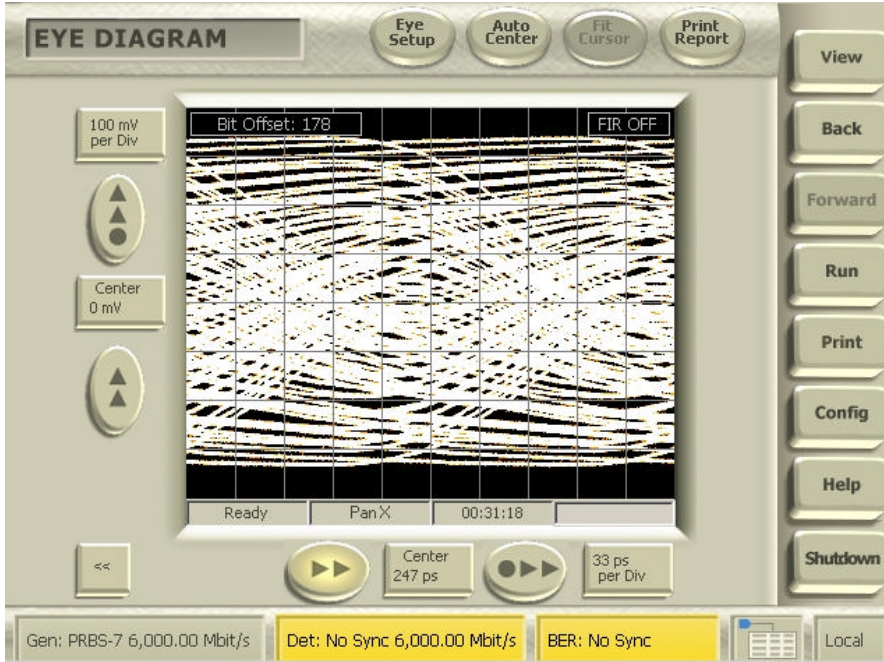 EYE DIAGRAM
Eye
Setup
Auto
Center
Fit
Cursor
Print
Report
View
Back
Forward
Run
Print
Config
Help
Shutdown
100 mV
per Div
Center
0 mV
Bit Offset: 178
FIR OFF
Ready
Pan X
00:31:18
<<
Center
247 ps
33 ps
per Div
Gen: PRBS-7 6,000.00 Mbit/s
Det: No Sync 6,000.00 Mbit/s
BER: No Sync
Local